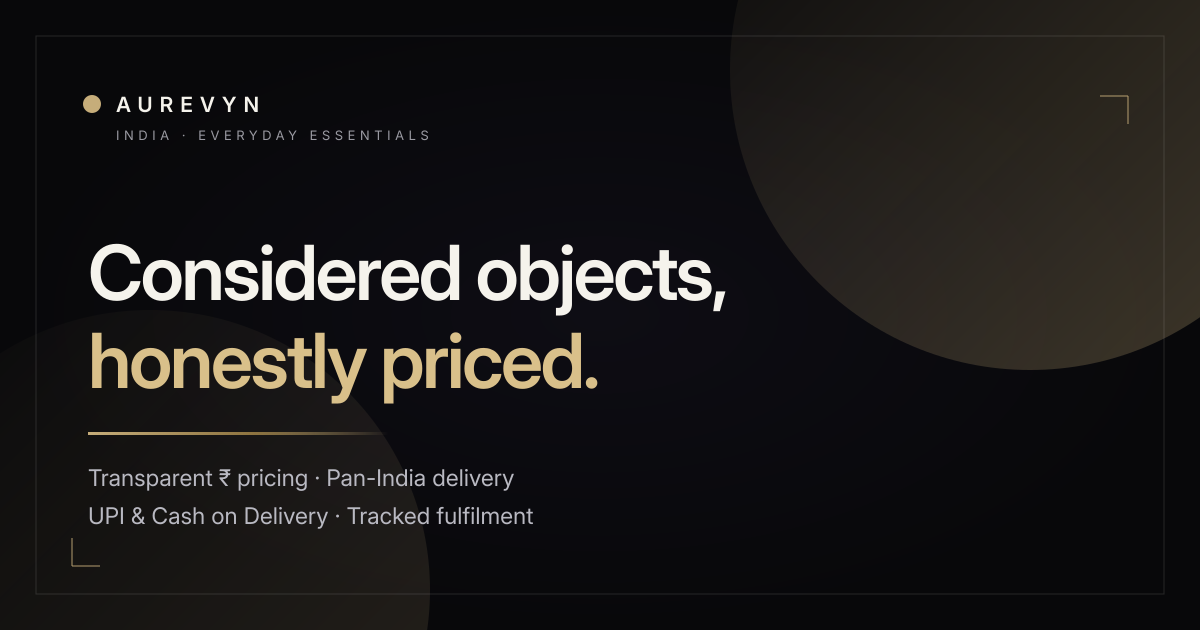 AUREVYN
INDIA · EVERYDAY ESSENTIALS
Considered objects,
honestly priced.
Transparent ₹ pricing · Pan-India delivery
UPI & Cash on Delivery · Tracked fulfilment